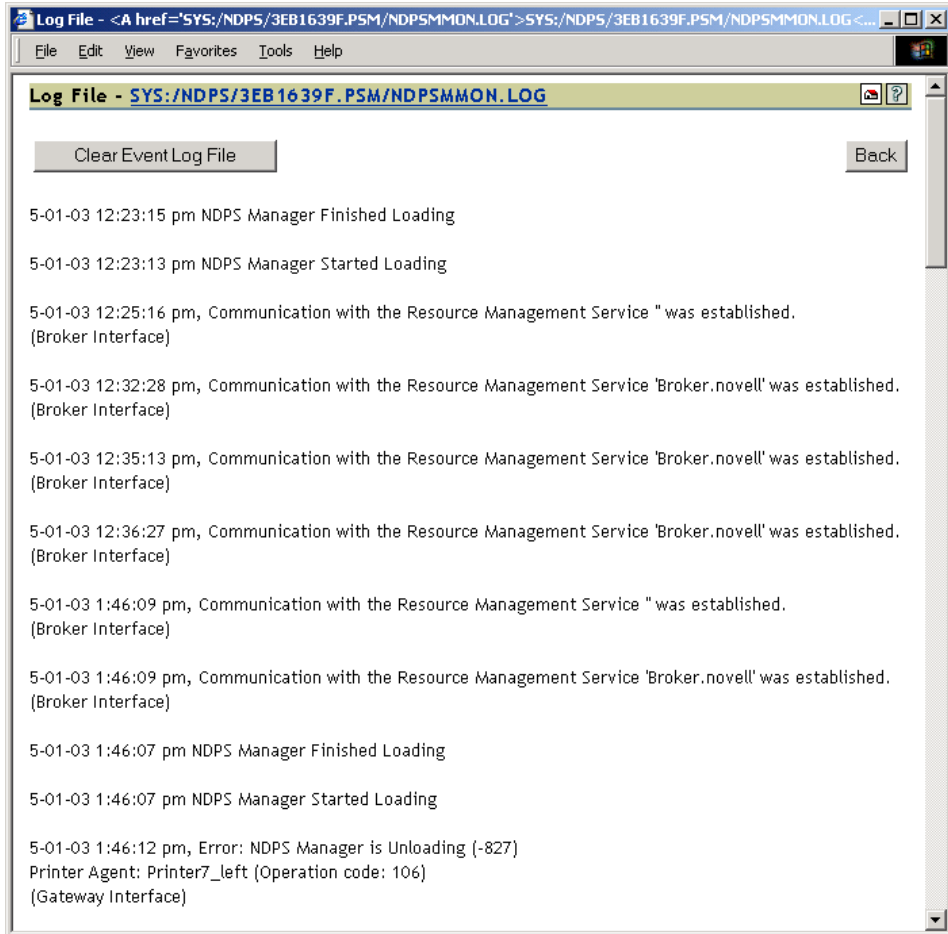 Log File - <A href='SYS:/NDPS/3EB1639F.PSM/NDPSMMON.LOG'>SYS:/NDPS/3EB1639F.PSM/NDPSMMON.LOG<...
File Edit View Favorites Tools Help
Log File - SYS:/NDPS/3EB1639F.PSM/NDPSMMON.LOG
Clear Event Log File Back
5-01-03 12:23:15 pm NDPS Manager Finished Loading
5-01-03 12:23:13 pm NDPS Manager Started Loading
5-01-03 12:25:16 pm, Communication with the Resource Management Service '' was established.
(Broker Interface)
5-01-03 12:32:28 pm, Communication with the Resource Management Service 'Broker.novell' was established.
(Broker Interface)
5-01-03 12:35:13 pm, Communication with the Resource Management Service 'Broker.novell' was established.
(Broker Interface)
5-01-03 12:36:27 pm, Communication with the Resource Management Service 'Broker.novell' was established.
(Broker Interface)
5-01-03 1:46:09 pm, Communication with the Resource Management Service '' was established.
(Broker Interface)
5-01-03 1:46:09 pm, Communication with the Resource Management Service 'Broker.novell' was established.
(Broker Interface)
5-01-03 1:46:07 pm NDPS Manager Finished Loading
5-01-03 1:46:07 pm NDPS Manager Started Loading
5-01-03 1:46:12 pm, Error: NDPS Manager is Unloading (-827)
Printer Agent: Printer7_left (Operation code: 106)
(Gateway Interface)